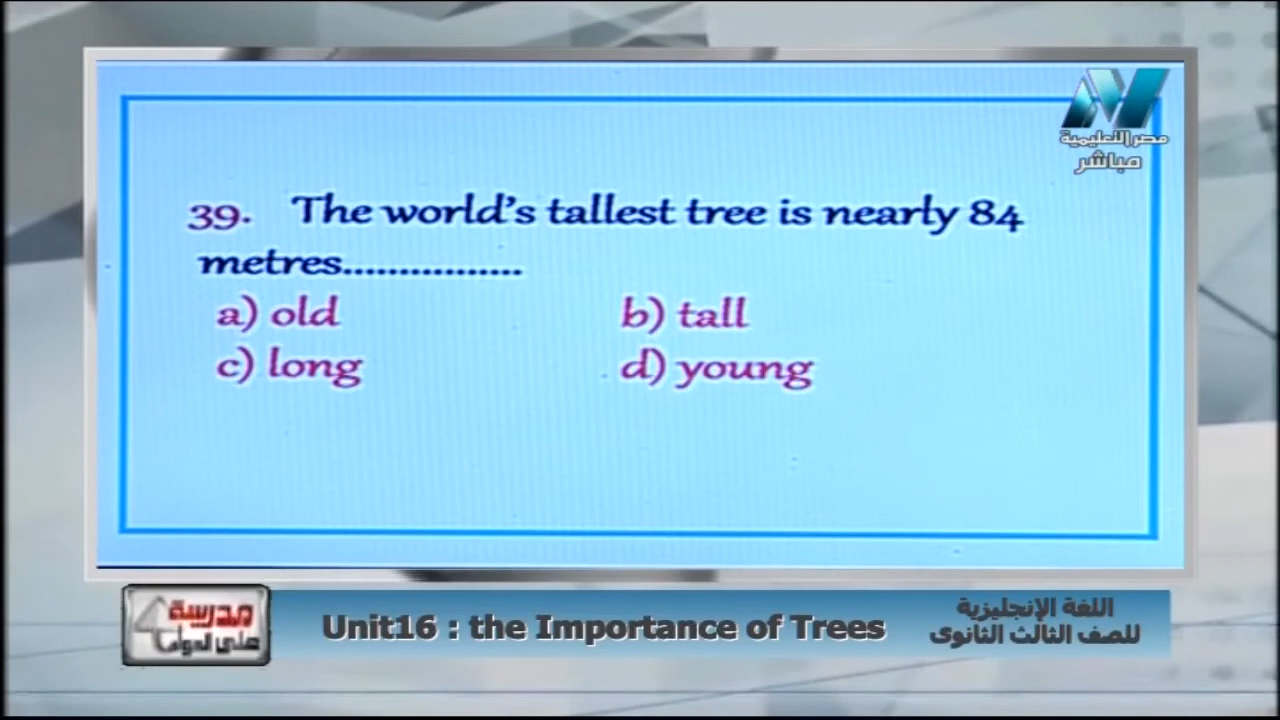 مصر التعليمية
مباشر
39. The world's tallest tree is nearly 84
metres................
a) old b) tall
c) long d) young
مدرسة
على الهواء
Unit16 : the Importance of Trees
اللغة الإنجليزية
للصف الثالث الثانوى